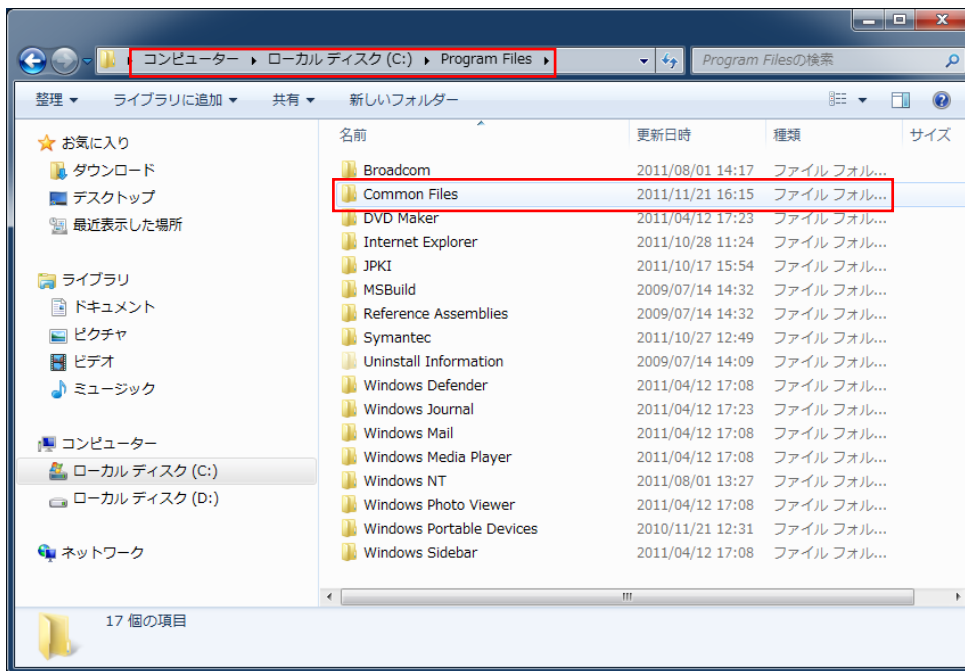 コンピューター ▸ ローカル ディスク (C:) ▸ Program Files ▸
Program Filesの検索
整理 ライブラリに追加 共有 新しいフォルダー
お気に入り
ダウンロード
デスクトップ
最近表示した場所
ライブラリ
ドキュメント
ピクチャ
ビデオ
ミュージック
コンピューター
ローカル ディスク (C:)
ローカル ディスク (D:)
ネットワーク
名前 更新日時 種類 サイズ
Broadcom 2011/08/01 14:17 ファイル フォル...
Common Files 2011/11/21 16:15 ファイル フォル...
DVD Maker 2011/04/12 17:23 ファイル フォル...
Internet Explorer 2011/10/28 11:24 ファイル フォル...
JPKI 2011/10/17 15:54 ファイル フォル...
MSBuild 2009/07/14 14:32 ファイル フォル...
Reference Assemblies 2009/07/14 14:32 ファイル フォル...
Symantec 2011/10/27 12:49 ファイル フォル...
Uninstall Information 2009/07/14 14:09 ファイル フォル...
Windows Defender 2011/04/12 17:08 ファイル フォル...
Windows Journal 2011/04/12 17:23 ファイル フォル...
Windows Mail 2011/04/12 17:08 ファイル フォル...
Windows Media Player 2011/04/12 17:08 ファイル フォル...
Windows NT 2011/08/01 13:27 ファイル フォル...
Windows Photo Viewer 2011/04/12 17:08 ファイル フォル...
Windows Portable Devices 2010/11/21 12:31 ファイル フォル...
Windows Sidebar 2011/04/12 17:08 ファイル フォル...
17 個の項目